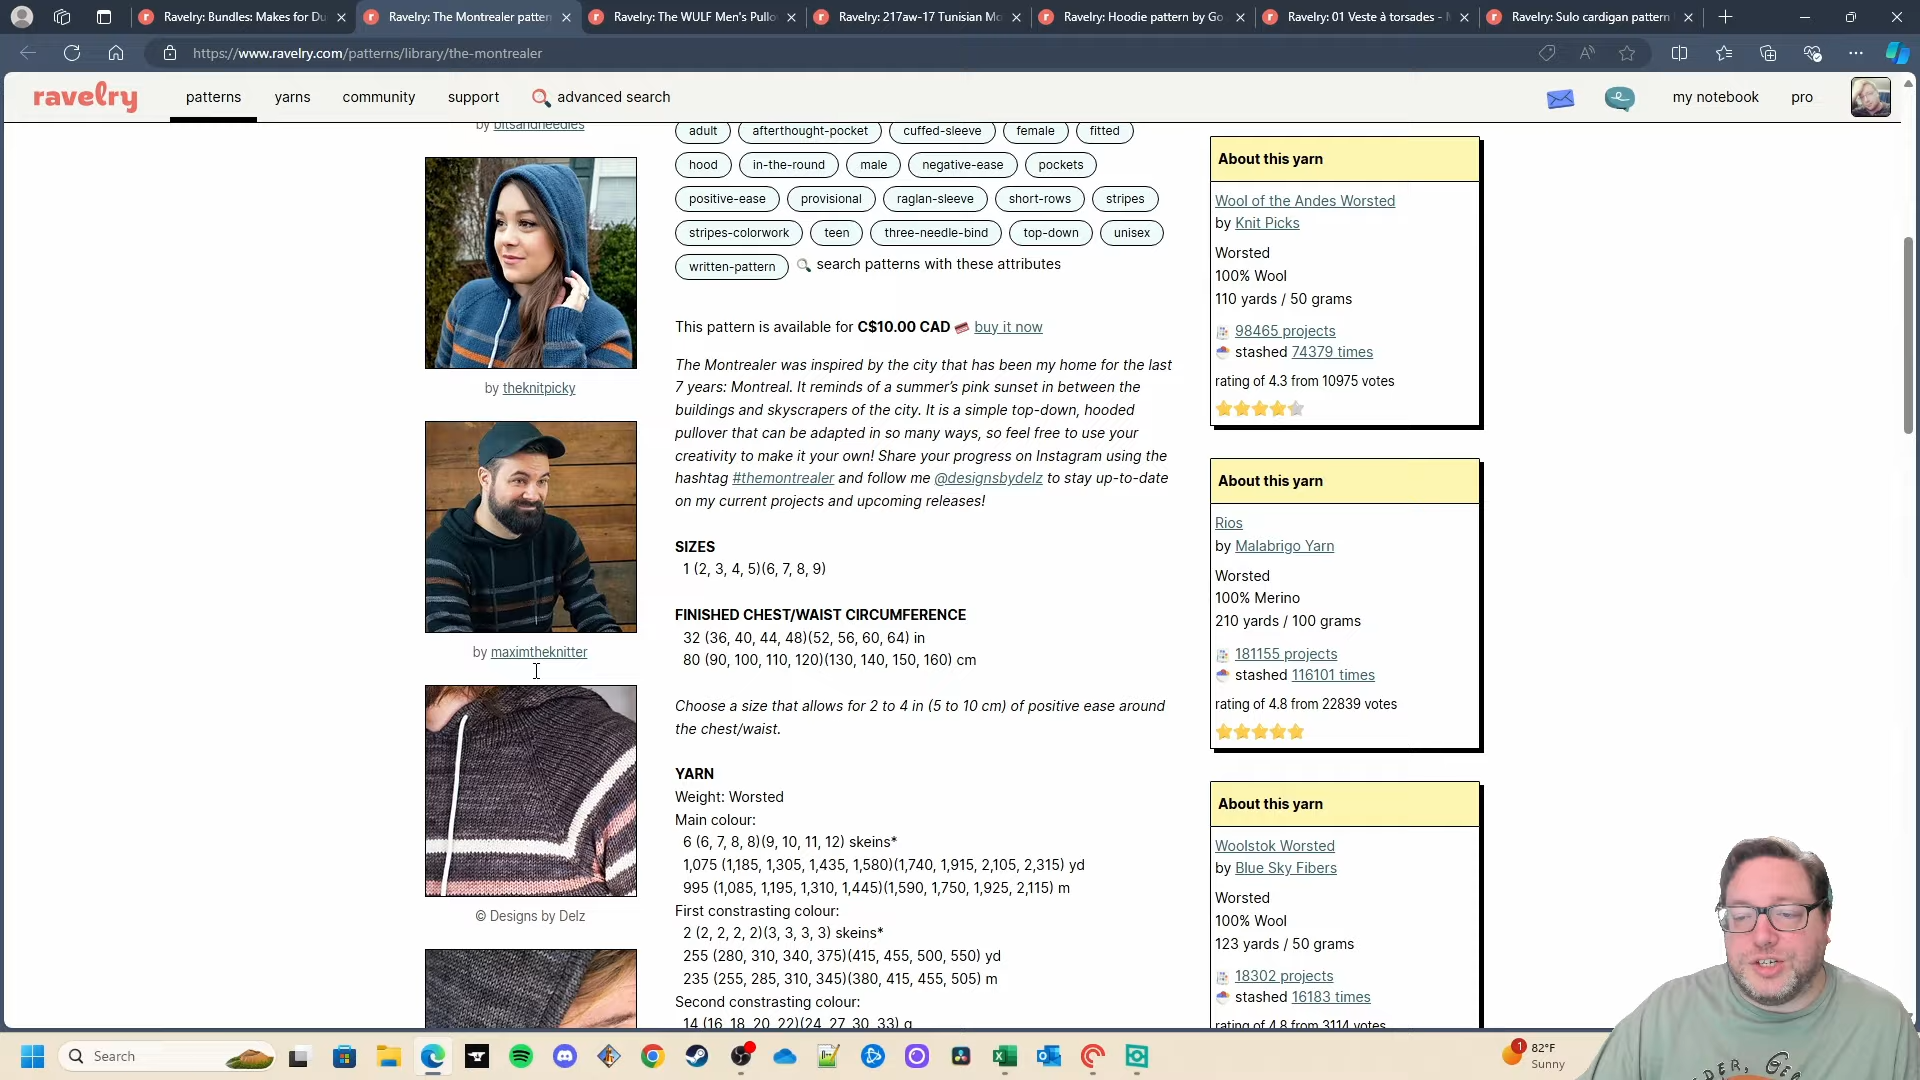 Ravelry: Bundles: Makes for Du
Ravelry: The Montrealer patter
Ravelry: The WULF Men's Pullo
Ravelry: 217aw-17 Tunisian Mo
Ravelry: Hoodie pattern by Go
Ravelry: 01 Veste à torsades -
Ravelry: Sulo cardigan pattern
https://www.ravelry.com/patterns/library/the-montrealer
ravelry
patterns
yarns
community
support
advanced search
my notebook
pro
by bitsandneedles
by theknitpicky
by maximtheknitter
© Designs by Delz
adult afterthought-pocket cuffed-sleeve female fitted
hood in-the-round male negative-ease pockets
positive-ease provisional raglan-sleeve short-rows stripes
stripes-colorwork teen three-needle-bind top-down unisex
written-pattern search patterns with these attributes
This pattern is available for C$10.00 CAD buy it now
The Montrealer was inspired by the city that has been my home for the last
7 years: Montreal. It reminds of a summer’s pink sunset in between the
buildings and skyscrapers of the city. It is a simple top-down, hooded
pullover that can be adapted in so many ways, so feel free to use your
creativity to make it your own! Share your progress on Instagram using the
hashtag #themontrealer and follow me @designsbydelz to stay up-to-date
on my current projects and upcoming releases!
SIZES
1 (2, 3, 4, 5)(6, 7, 8, 9)
FINISHED CHEST/WAIST CIRCUMFERENCE
32 (36, 40, 44, 48)(52, 56, 60, 64) in
80 (90, 100, 110, 120)(130, 140, 150, 160) cm
Choose a size that allows for 2 to 4 in (5 to 10 cm) of positive ease around
the chest/waist.
YARN
Weight: Worsted
Main colour:
6 (6, 7, 8, 8)(9, 10, 11, 12) skeins*
1,075 (1,185, 1,305, 1,435, 1,580)(1,740, 1,915, 2,105, 2,315) yd
995 (1,085, 1,195, 1,310, 1,445)(1,590, 1,750, 1,925, 2,115) m
First constrasting colour:
2 (2, 2, 2, 2)(3, 3, 3, 3) skeins*
255 (280, 310, 340, 375)(415, 455, 500, 550) yd
235 (255, 285, 310, 345)(380, 415, 455, 505) m
Second constrasting colour:
14 (16, 18, 20, 22)(24, 27, 30, 33) g
About this yarn
Wool of the Andes Worsted
by Knit Picks
Worsted
100% Wool
110 yards / 50 grams
98465 projects
stashed 74379 times
rating of 4.3 from 10975 votes
About this yarn
Rios
by Malabrigo Yarn
Worsted
100% Merino
210 yards / 100 grams
181155 projects
stashed 116101 times
rating of 4.8 from 22839 votes
About this yarn
Woolstok Worsted
by Blue Sky Fibers
Worsted
100% Wool
123 yards / 50 grams
18302 projects
stashed 16183 times
rating of 4.8 from 3114 votes
Search
1
82°F
Sunny